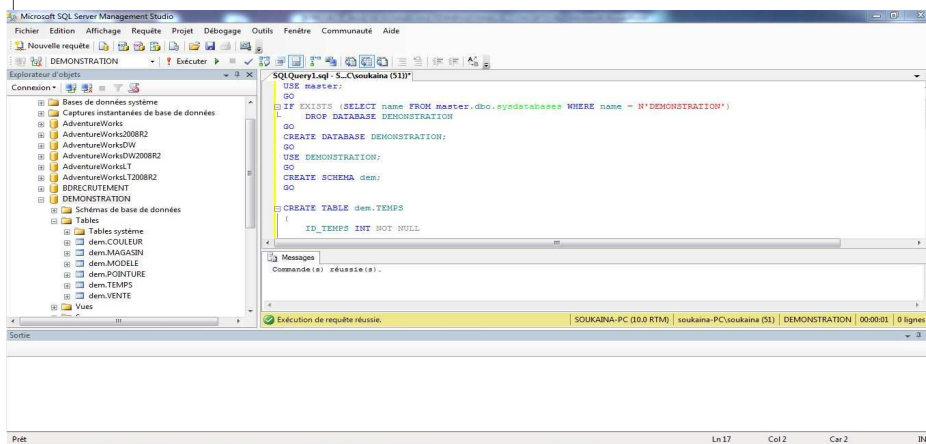 Microsoft SQL Server Management Studio
Fichier Edition Affichage Requête Projet Débogage Outils Fenêtre Communauté Aide
Nouvelle requête
DEMONSTRATION Exécuter
Explorateur d'objets
Connexion
Bases de données système
Captures instantanées de base de données
AdventureWorks
AdventureWorks2008R2
AdventureWorksDW
AdventureWorksDW2008R2
AdventureWorksLT
AdventureWorksLT2008R2
BDRECRUTEMENT
DEMONSTRATION
Schémas de base de données
Tables
Tables système
dem.COULEUR
dem.MAGASIN
dem.MODELE
dem.POINTURE
dem.TEMPS
dem.VENTE
Vues
SQLQuery1.sql - S...C\soukaina (51))*
USE master;
GO
IF EXISTS (SELECT name FROM master.dbo.sysdatabases WHERE name = N'DEMONSTRATION')
DROP DATABASE DEMONSTRATION
GO
CREATE DATABASE DEMONSTRATION;
GO
USE DEMONSTRATION;
GO
CREATE SCHEMA dem;
GO
CREATE TABLE dem.TEMPS
(
ID_TEMPS INT NOT NULL
Messages
Commande(s) réussie(s).
Exécution de requête réussie. SOUKAINA-PC (10.0 RTM) soukaina-PC\soukaina (51) DEMONSTRATION 00:00:01 0 lignes
Sortie
Prêt Ln 17 Col 2 Car 2 IN